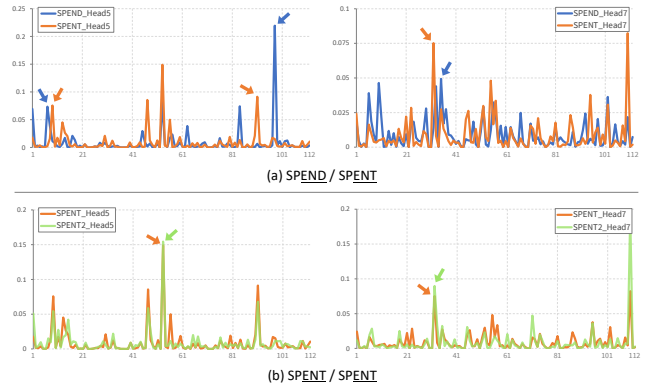 0.25
0.2
0.15
0.1
0.05
0
SPEND_Head5
SPENT_Head5
1 21 41 61 81 101 112
0.1
0.075
0.05
0.025
0
SPEND_Head7
SPENT_Head7
1 21 41 61 81 101 112
(a) SPEND / SPENT
0.2
0.15
0.1
0.05
0
SPENT_Head5
SPENT2_Head5
1 21 41 61 81 101 112
0.2
0.15
0.1
0.05
0
SPENT_Head7
SPENT2_Head7
1 21 41 61 81 101 112
(b) SPENT / SPENT